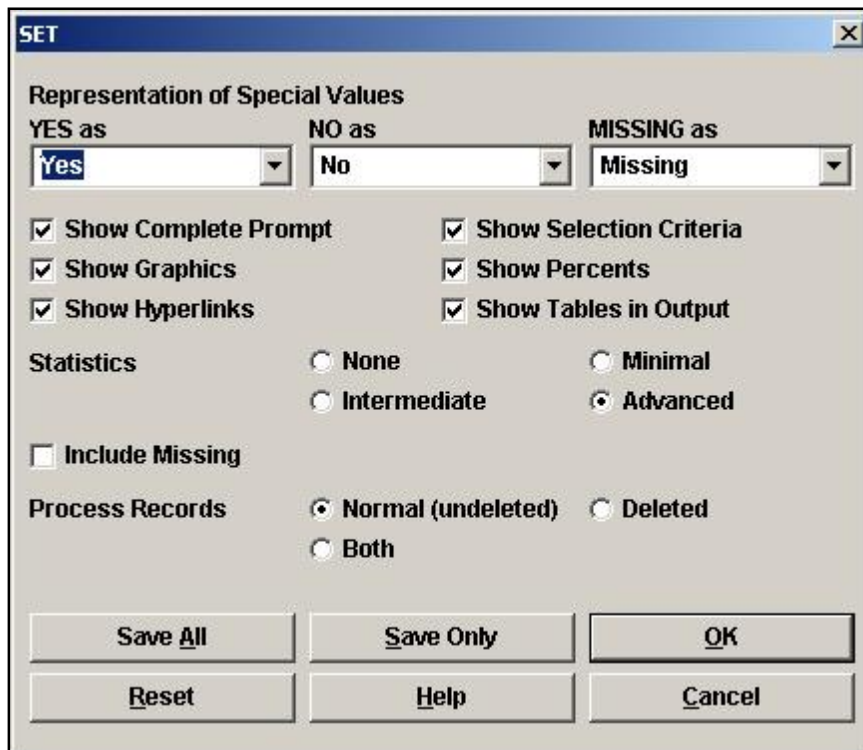 SET
Representation of Special Values
YES as NO as MISSING as
Yes No Missing
Show Complete Prompt Show Selection Criteria
Show Graphics Show Percents
Show Hyperlinks Show Tables in Output
Statistics None Minimal
Intermediate Advanced
Include Missing
Process Records Normal (undeleted) Deleted
Both
Save All Save Only OK
Reset Help Cancel